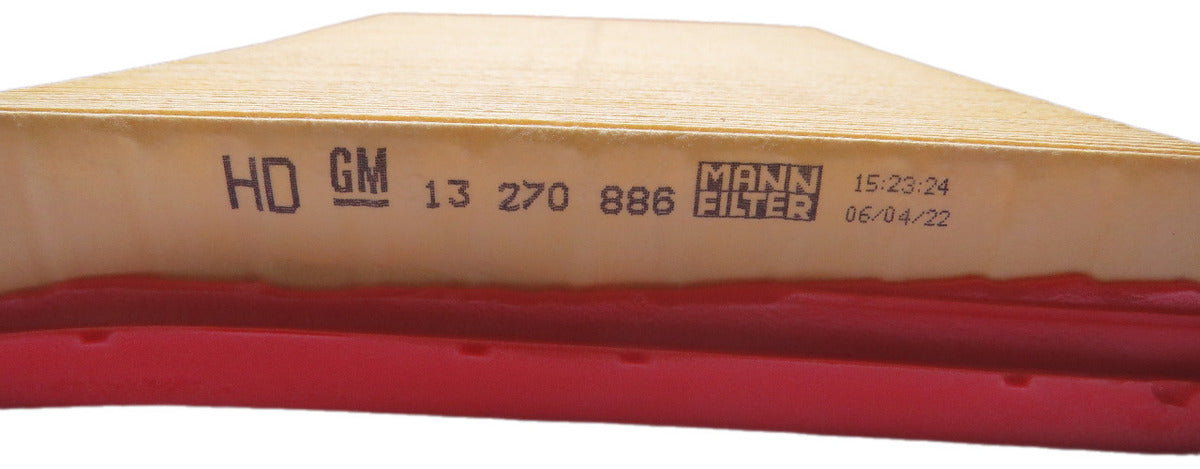 HD GM 13 270 886 MANN FILTER 15:23:24
06/04/22